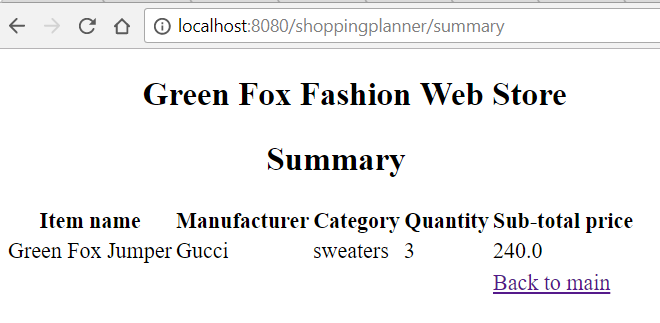 localhost:8080/shoppingplanner/summary
Green Fox Fashion Web Store
Summary
Item name Manufacturer Category Quantity Sub-total price
Green Fox Jumper Gucci sweaters 3 240.0
Back to main